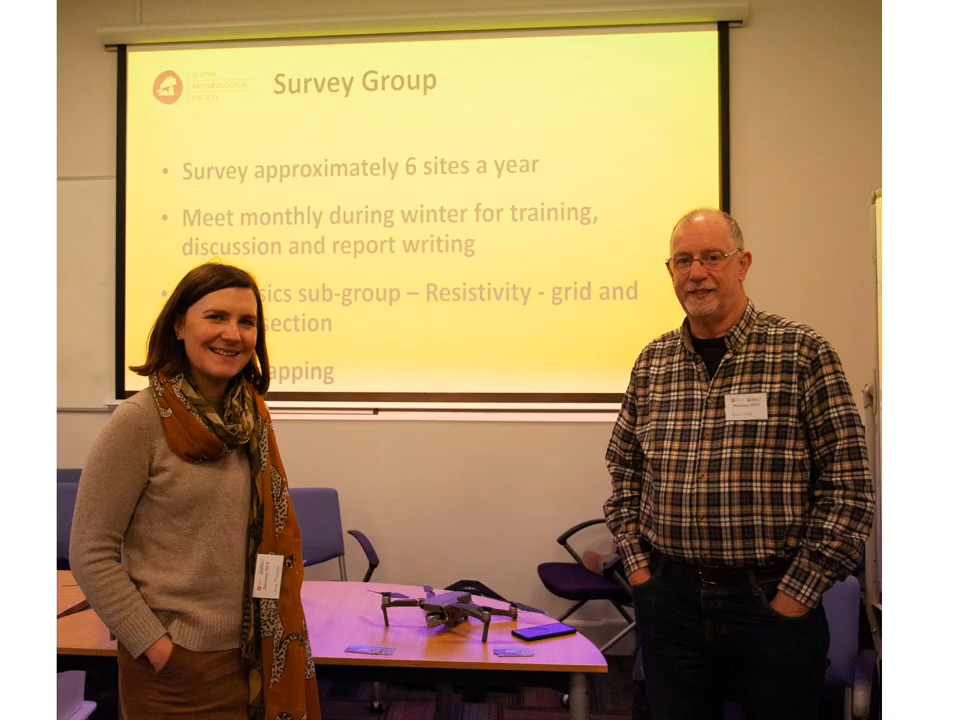 ULSTER
ARCHAEOLOGICAL
SOCIETY
Survey Group
• Survey approximately 6 sites a year
• Meet monthly during winter for training,
discussion and report writing
• sics sub-group – Resistivity - grid and
section
apping